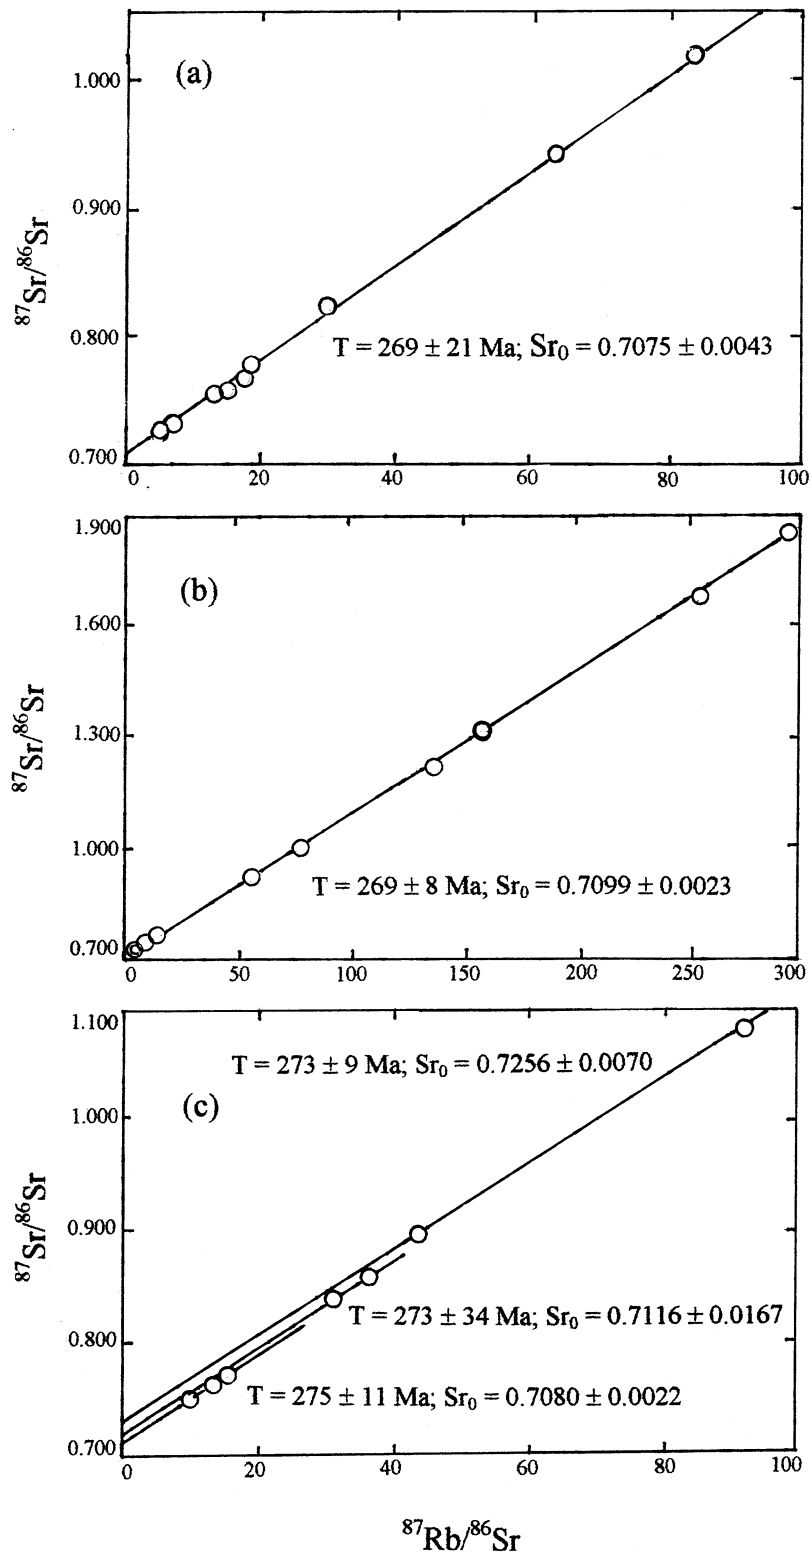 (a)
1.000
0.900
0.800
0.700
⁸⁷Sr/⁸⁶Sr
T = 269 ± 21 Ma; Sr₀ = 0.7075 ± 0.0043
0 20 40 60 80 100
(b)
1.900
1.600
1.300
1.000
0.700
⁸⁷Sr/⁸⁶Sr
T = 269 ± 8 Ma; Sr₀ = 0.7099 ± 0.0023
0 50 100 150 200 250 300
1.100
1.000
0.900
0.800
0.700
⁸⁷Sr/⁸⁶Sr
T = 273 ± 9 Ma; Sr₀ = 0.7256 ± 0.0070
(c)
T = 273 ± 34 Ma; Sr₀ = 0.7116 ± 0.0167
T = 275 ± 11 Ma; Sr₀ = 0.7080 ± 0.0022
0 20 40 60 80 100
⁸⁷Rb/⁸⁶Sr